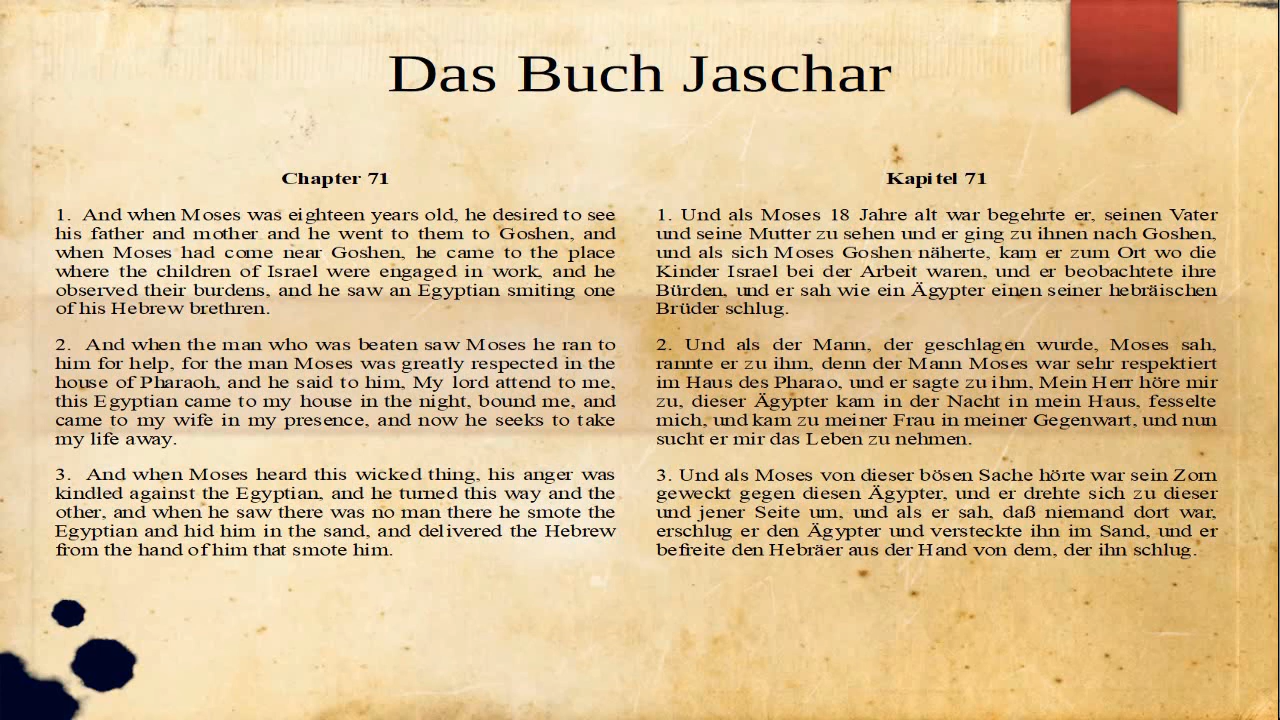 Das Buch Jaschar
Chapter 71
1. And when Moses was eighteen years old, he desired to see
his father and mother and he went to them to Goshen, and
when Moses had come near Goshen, he came to the place
where the children of Israel were engaged in work, and he
observed their burdens, and he saw an Egyptian smiting one
of his Hebrew brethren.
2. And when the man who was beaten saw Moses he ran to
him for help, for the man Moses was greatly respected in the
house of Pharaoh, and he said to him, My lord attend to me,
this Egyptian came to my house in the night, bound me, and
came to my wife in my presence, and now he seeks to take
my life away.
3. And when Moses heard this wicked thing, his anger was
kindled against the Egyptian, and he turned this way and the
other, and when he saw there was no man there he smote the
Egyptian and hid him in the sand, and delivered the Hebrew
from the hand of him that smote him.
Kapitel 71
1. Und als Moses 18 Jahre alt war begehrte er, seinen Vater
und seine Mutter zu sehen und er ging zu ihnen nach Goshen,
und als sich Moses Goshen näherte, kam er zum Ort wo die
Kinder Israel bei der Arbeit waren, und er beobachtete ihre
Bürden, und er sah wie ein Ägypter einen seiner hebräischen
Brüder schlug.
2. Und als der Mann, der geschlagen wurde, Moses sah,
rannte er zu ihm, denn der Mann Moses war sehr respektiert
im Haus des Pharao, und er sagte zu ihm, Mein Herr höre mir
zu, dieser Ägypter kam in der Nacht in mein Haus, fesselte
mich, und kam zu meiner Frau in meiner Gegenwart, und nun
sucht er mir das Leben zu nehmen.
3. Und als Moses von dieser bösen Sache hörte war sein Zorn
geweckt gegen diesen Ägypter, und er drehte sich zu dieser
und jener Seite um, und als er sah, daß niemand dort war,
erschlug er den Ägypter und versteckte ihn im Sand, und er
befreite den Hebräer aus der Hand von dem, der ihn schlug.